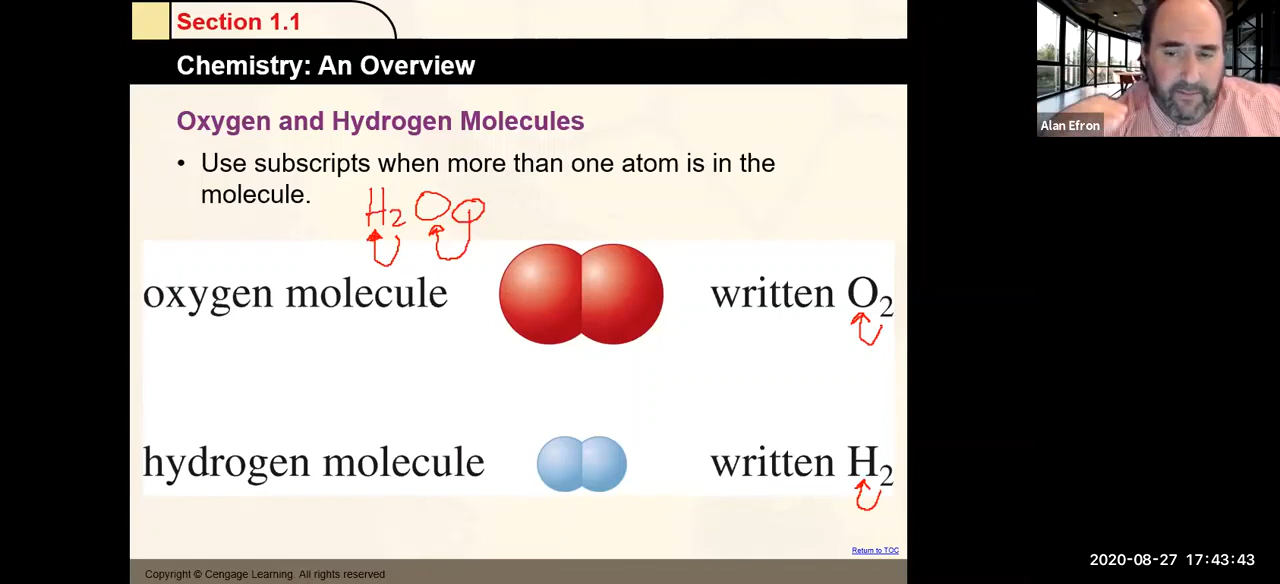 Section 1.1
Chemistry: An Overview
Oxygen and Hydrogen Molecules
• Use subscripts when more than one atom is in the
molecule.
H₂O
oxygen molecule written O₂
hydrogen molecule written H₂
Return to TOC
Copyright © Cengage Learning. All rights reserved
Alan Efron
2020-08-27 17:43:43